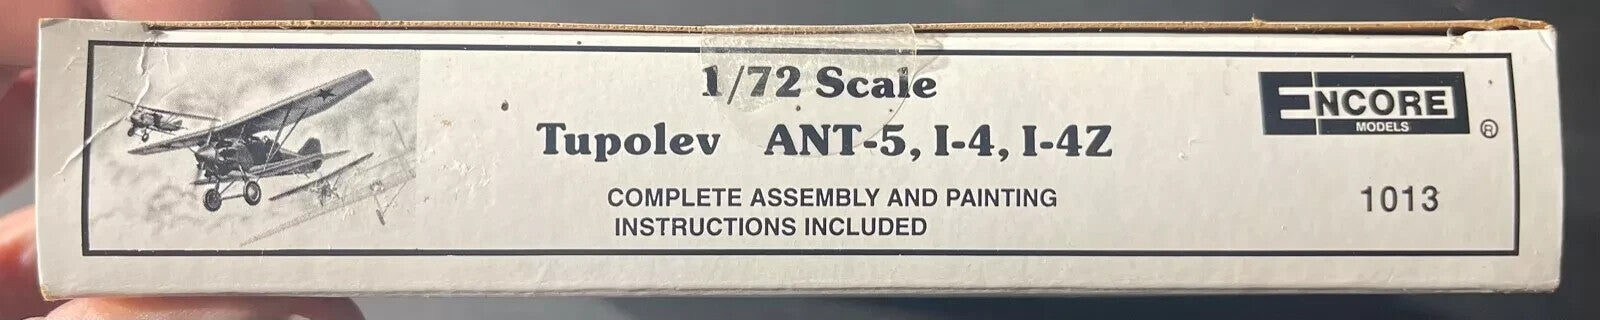 1/72 Scale
Tupolev ANT-5, I-4, I-4Z
COMPLETE ASSEMBLY AND PAINTING
INSTRUCTIONS INCLUDED
ENCORE
MODELS
®
1013